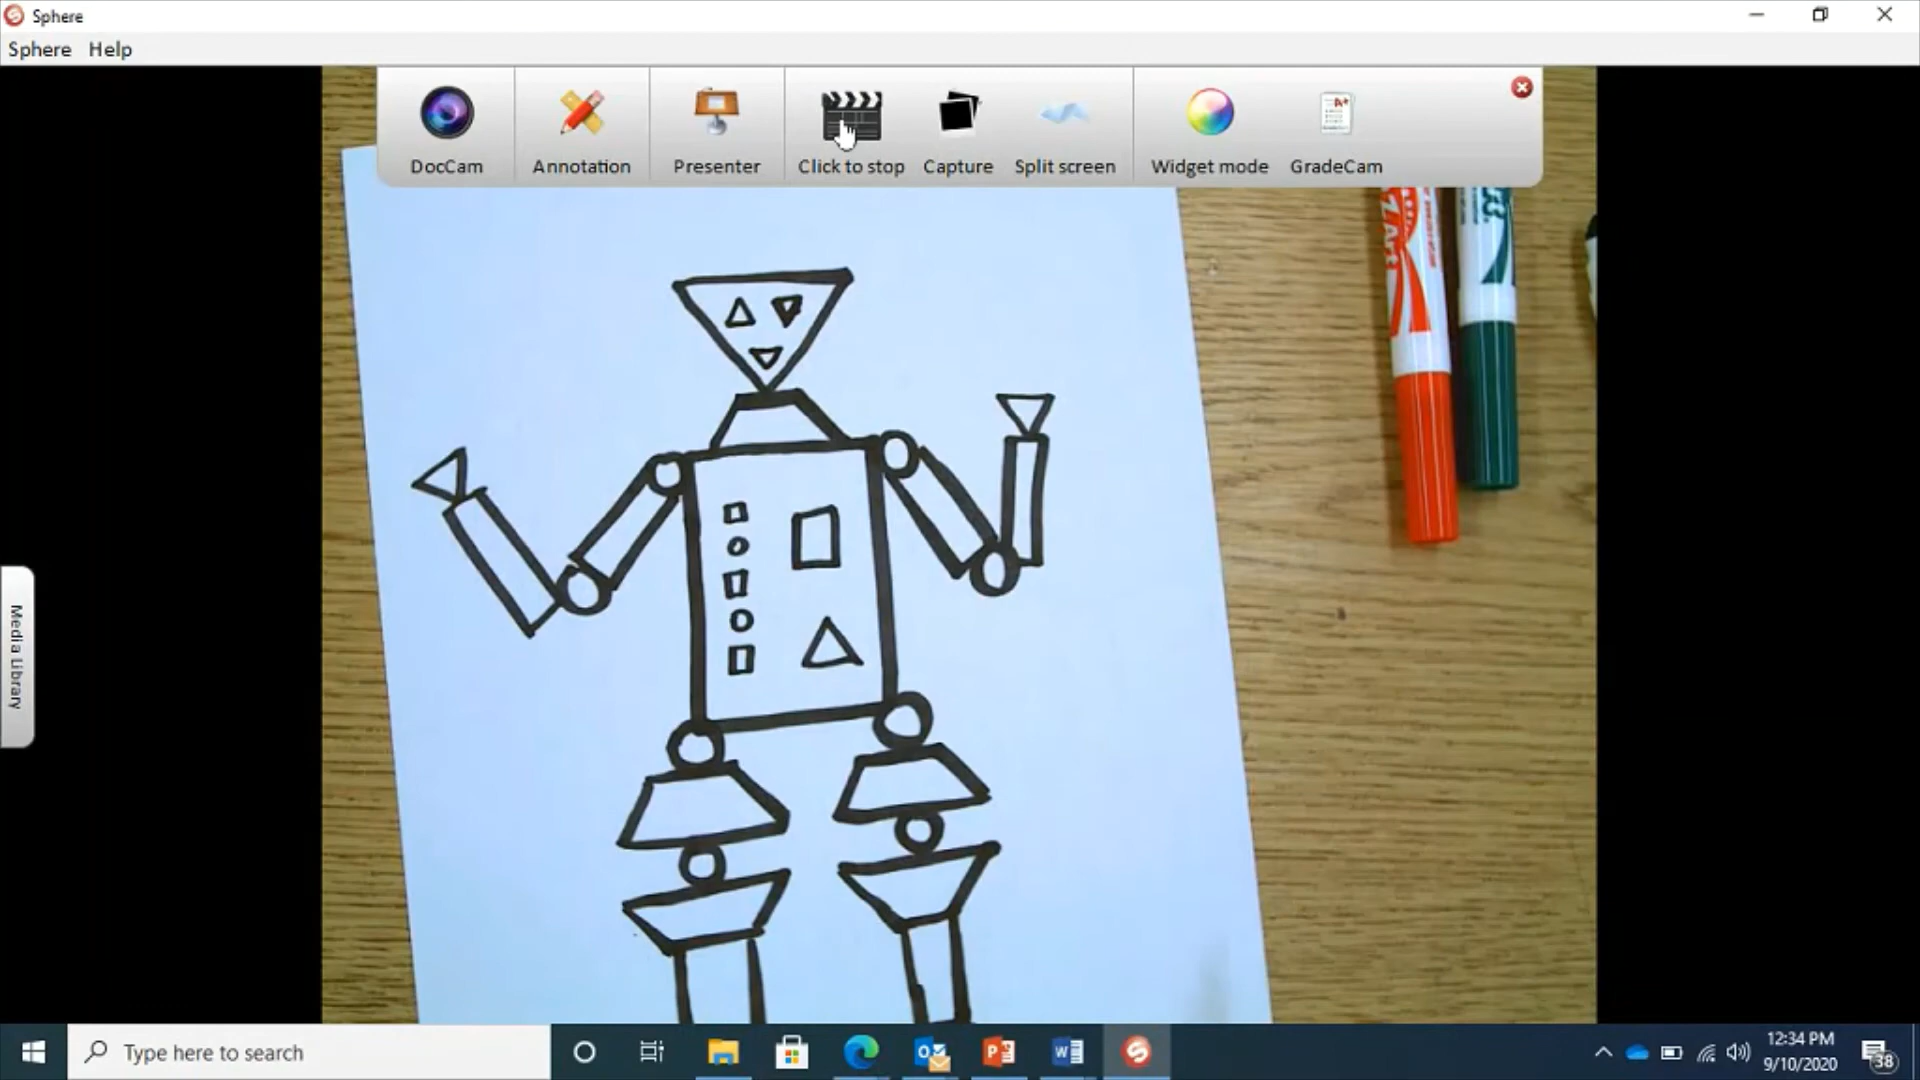 Sphere
Sphere Help
DocCam
Annotation
Presenter
Click to stop
Capture
Split screen
Widget mode
GradeCam
A+
Media Library
Type here to search
12:34 PM
9/10/2020
38